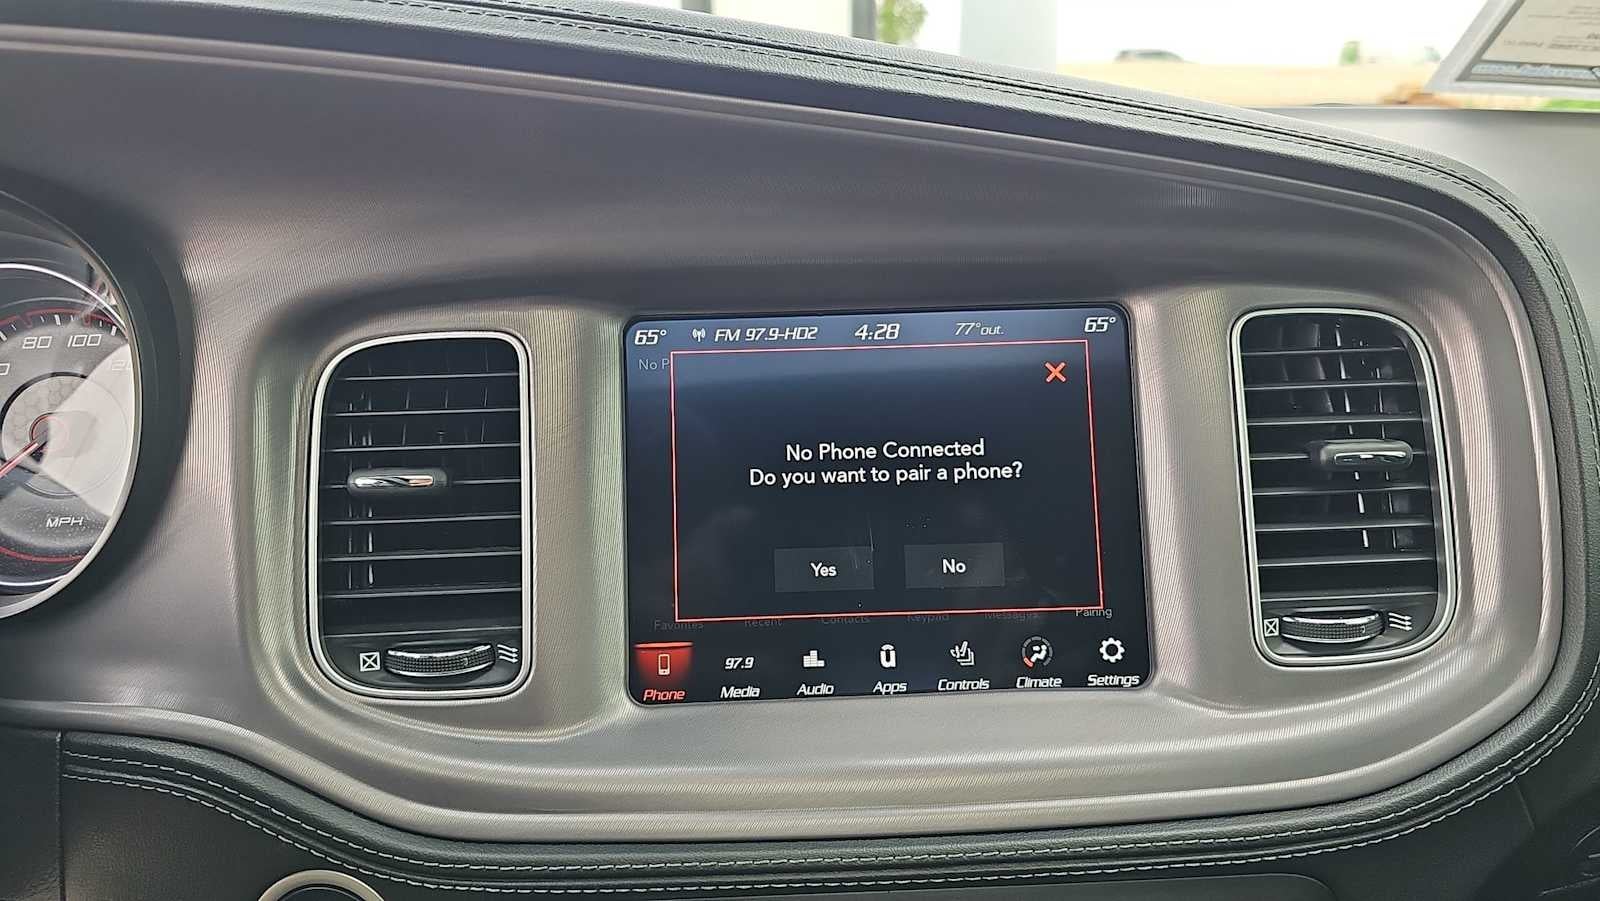 65° FM 97.9-HD2 4:28 77°out. 65°
No P
No Phone Connected
Do you want to pair a phone?
Yes No
Favorites Recent Contacts Keypad Messages Pairing
97.9
Phone Media Audio Apps Controls Climate Settings
80 100
120
MPH